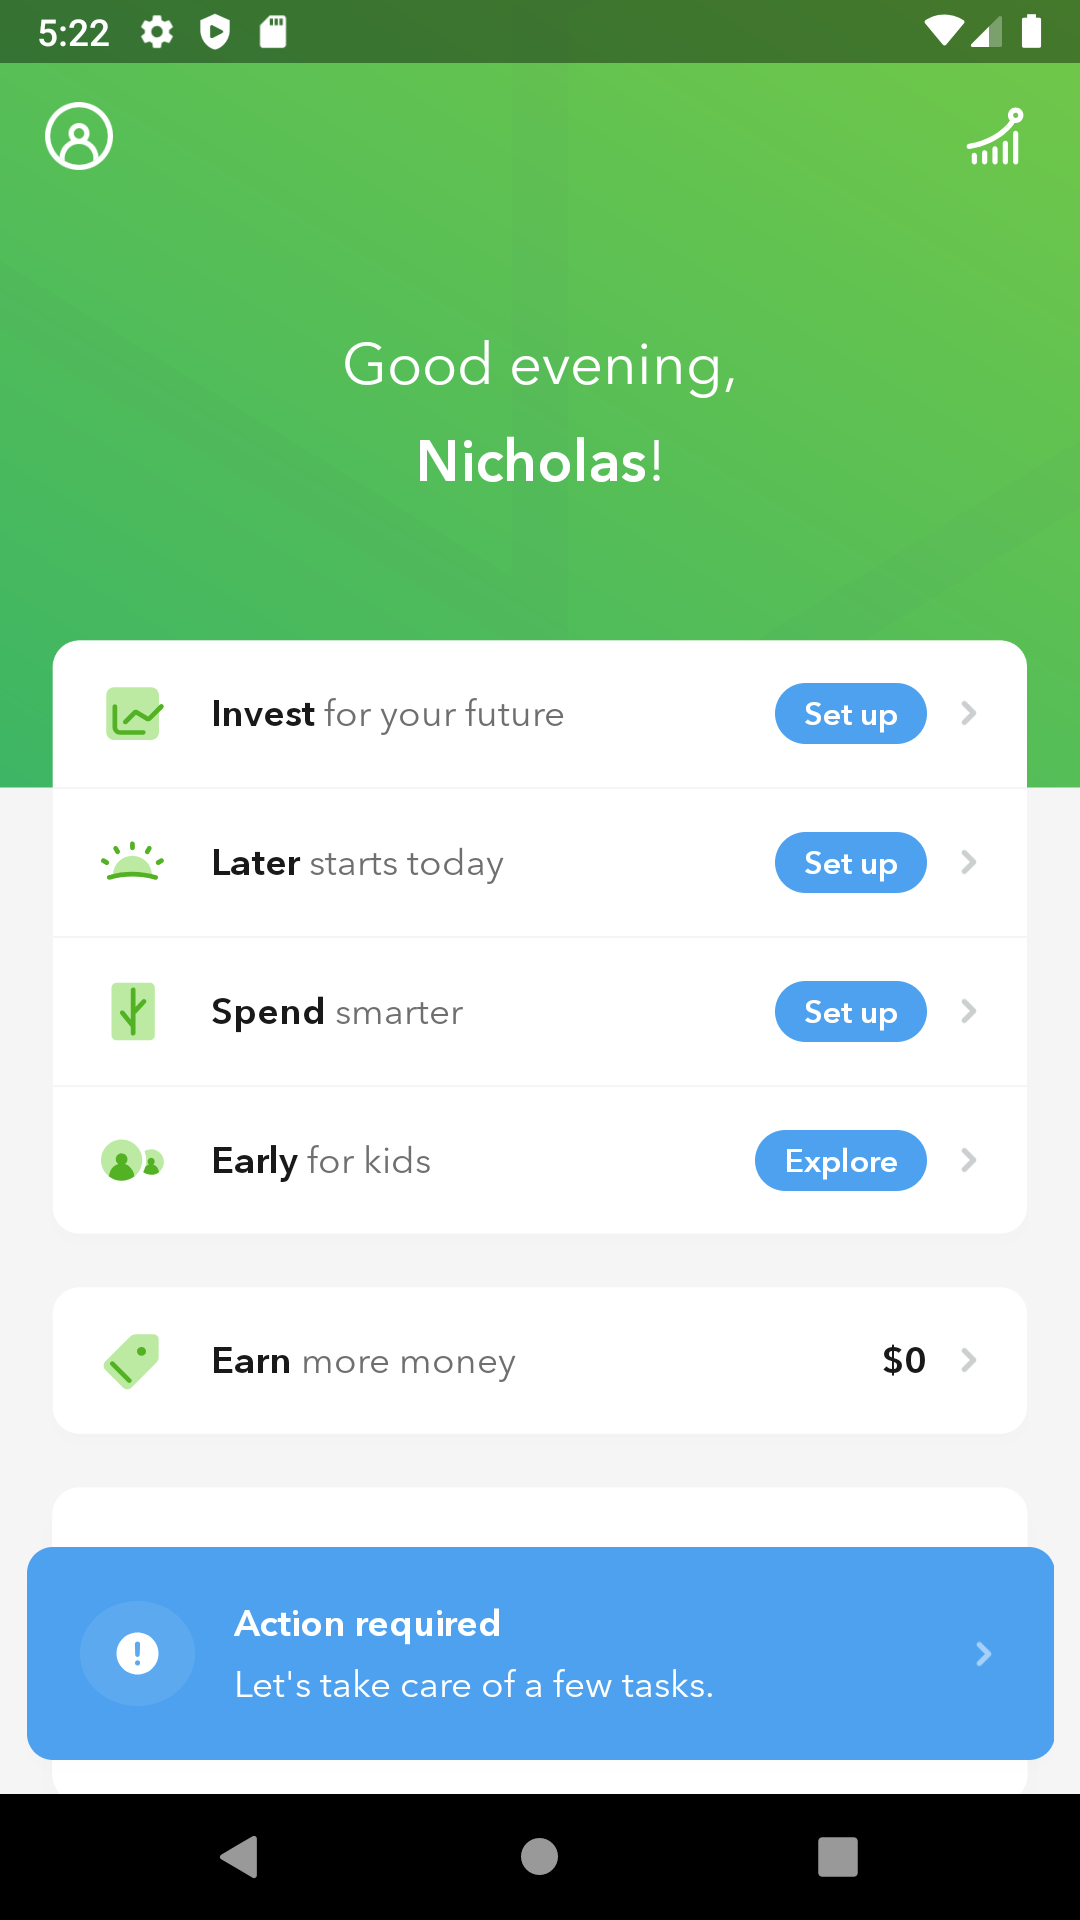 5:22
Good evening,
Nicholas!
Invest for your future
Set up
Later starts today
Set up
Spend smarter
Set up
Early for kids
Explore
Earn more money
$0
Action required
Let's take care of a few tasks.